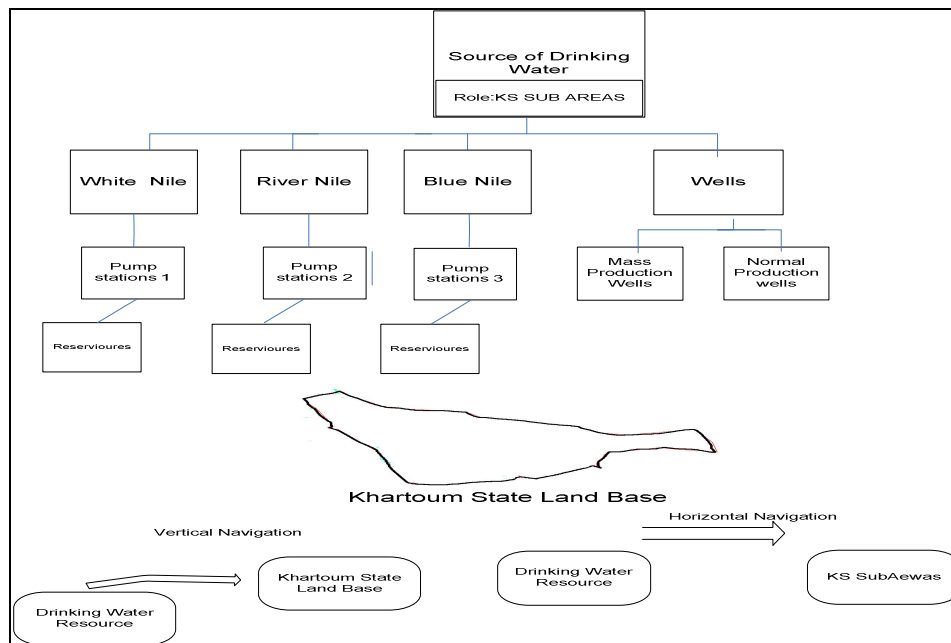 Source of Drinking
Water
Role:KS SUB AREAS
White Nile
River Nile
Blue Nile
Wells
Pump
stations 1
Pump
stations 2
Pump
stations 3
Mass
Production
Wells
Normal
Production
wells
Reservioures
Reservioures
Reservioures
Khartoum State Land Base
Vertical Navigation
Horizontal Navigation
Drinking Water
Resource
Khartoum State
Land Base
Drinking Water
Resource
KS SubAewas